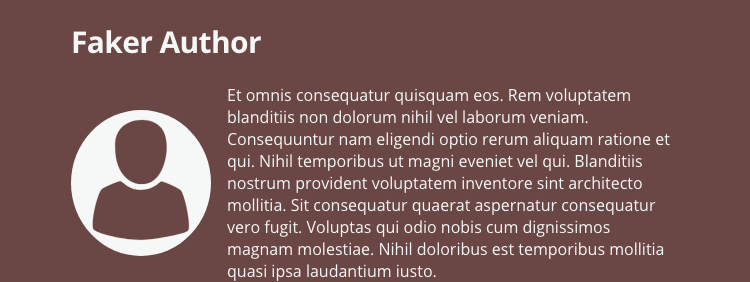 Faker Author
Et omnis consequatur quisquam eos. Rem voluptatem
blanditiis non dolorum nihil vel laborum veniam.
Consequuntur nam eligendi optio rerum aliquam ratione et
qui. Nihil temporibus ut magni eveniet vel qui. Blanditiis
nostrum provident voluptatem inventore sint architecto
mollitia. Sit consequatur quaerat aspernatur consequatur
vero fugit. Voluptas qui odio nobis cum dignissimos
magnam molestiae. Nihil doloribus est temporibus mollitia
quasi ipsa laudantium iusto.